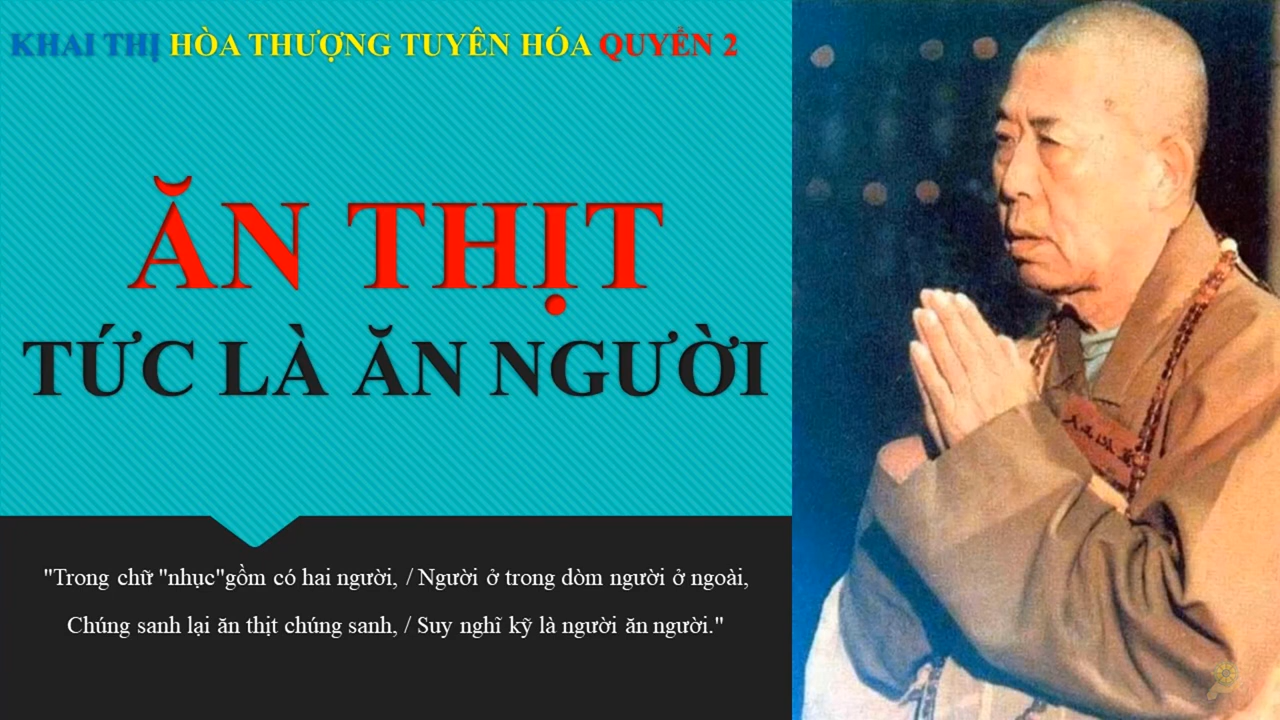 KHAI THỊ HÒA THƯỢNG TUYÊN HÓA QUYỂN 2
ĂN THỊT
TỨC LÀ ĂN NGƯỜI
"Trong chữ "nhục"gồm có hai người, / Người ở trong dòm người ở ngoài,
Chúng sanh lại ăn thịt chúng sanh, / Suy nghĩ kỹ là người ăn người."